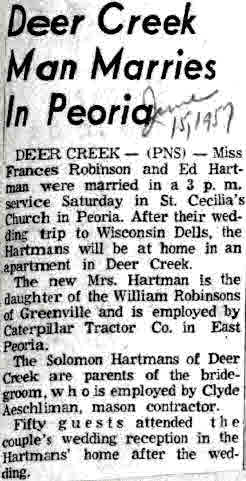 Deer Creek
Man Marries
In Peoria
June
15, 1957
DEER CREEK — (PNS) — Miss
Frances Robinson and Ed Hart-
man were married in a 3 p. m.
service Saturday in St. Cecilia's
Church in Peoria. After their wed-
ding trip to Wisconsin Dells, the
Hartmans will be at home in an
apartment in Deer Creek.
The new Mrs. Hartman is the
daughter of the William Robinsons
of Greenville and is employed by
Caterpillar Tractor Co. in East
Peoria.
The Solomon Hartmans of Deer
Creek are parents of the bride-
groom, who is employed by Clyde
Aeschliman, mason contractor.
Fifty guests attended the
couple's wedding reception in the
Hartmans' home after the wed-
ding.